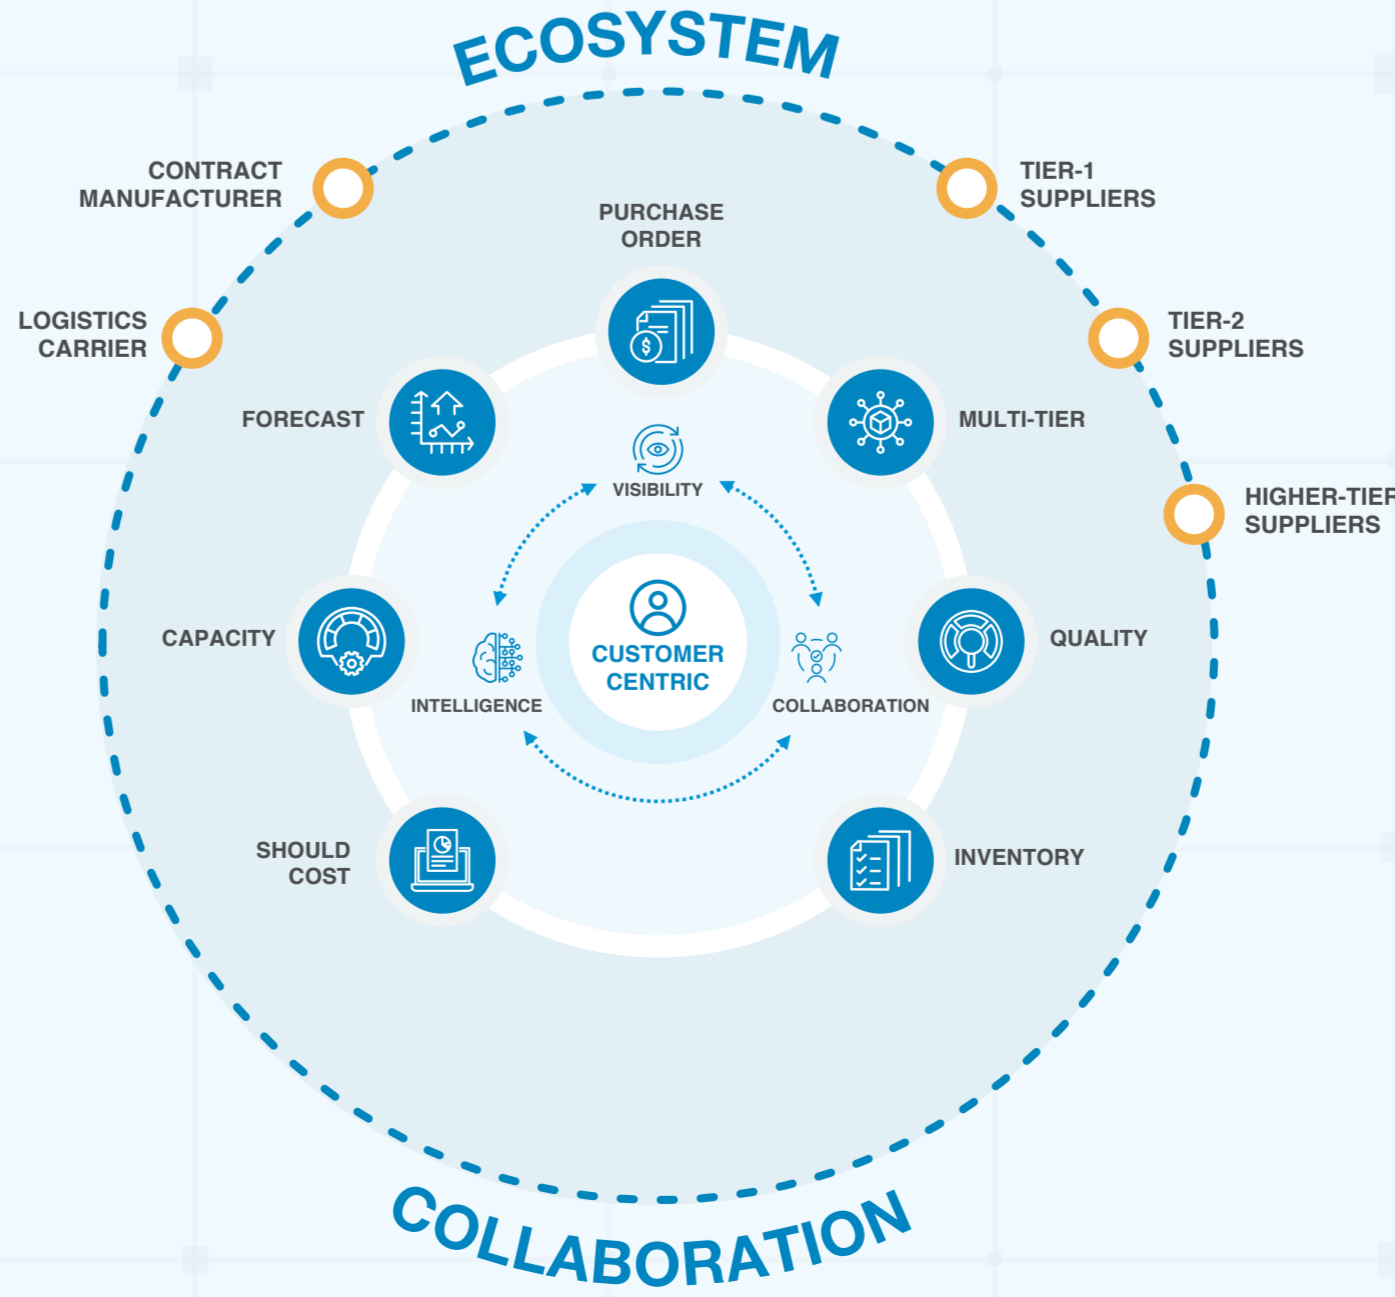 ECOSYSTEM
CONTRACT
MANUFACTURER
TIER-1
SUPPLIERS
PURCHASE
ORDER
LOGISTICS
CARRIER
TIER-2
SUPPLIERS
FORECAST
$
MULTI-TIER
VISIBILITY
HIGHER-TIER
SUPPLIERS
CAPACITY
CUSTOMER
CENTRIC
QUALITY
INTELLIGENCE
COLLABORATION
SHOULD
COST
INVENTORY
COLLABORATION